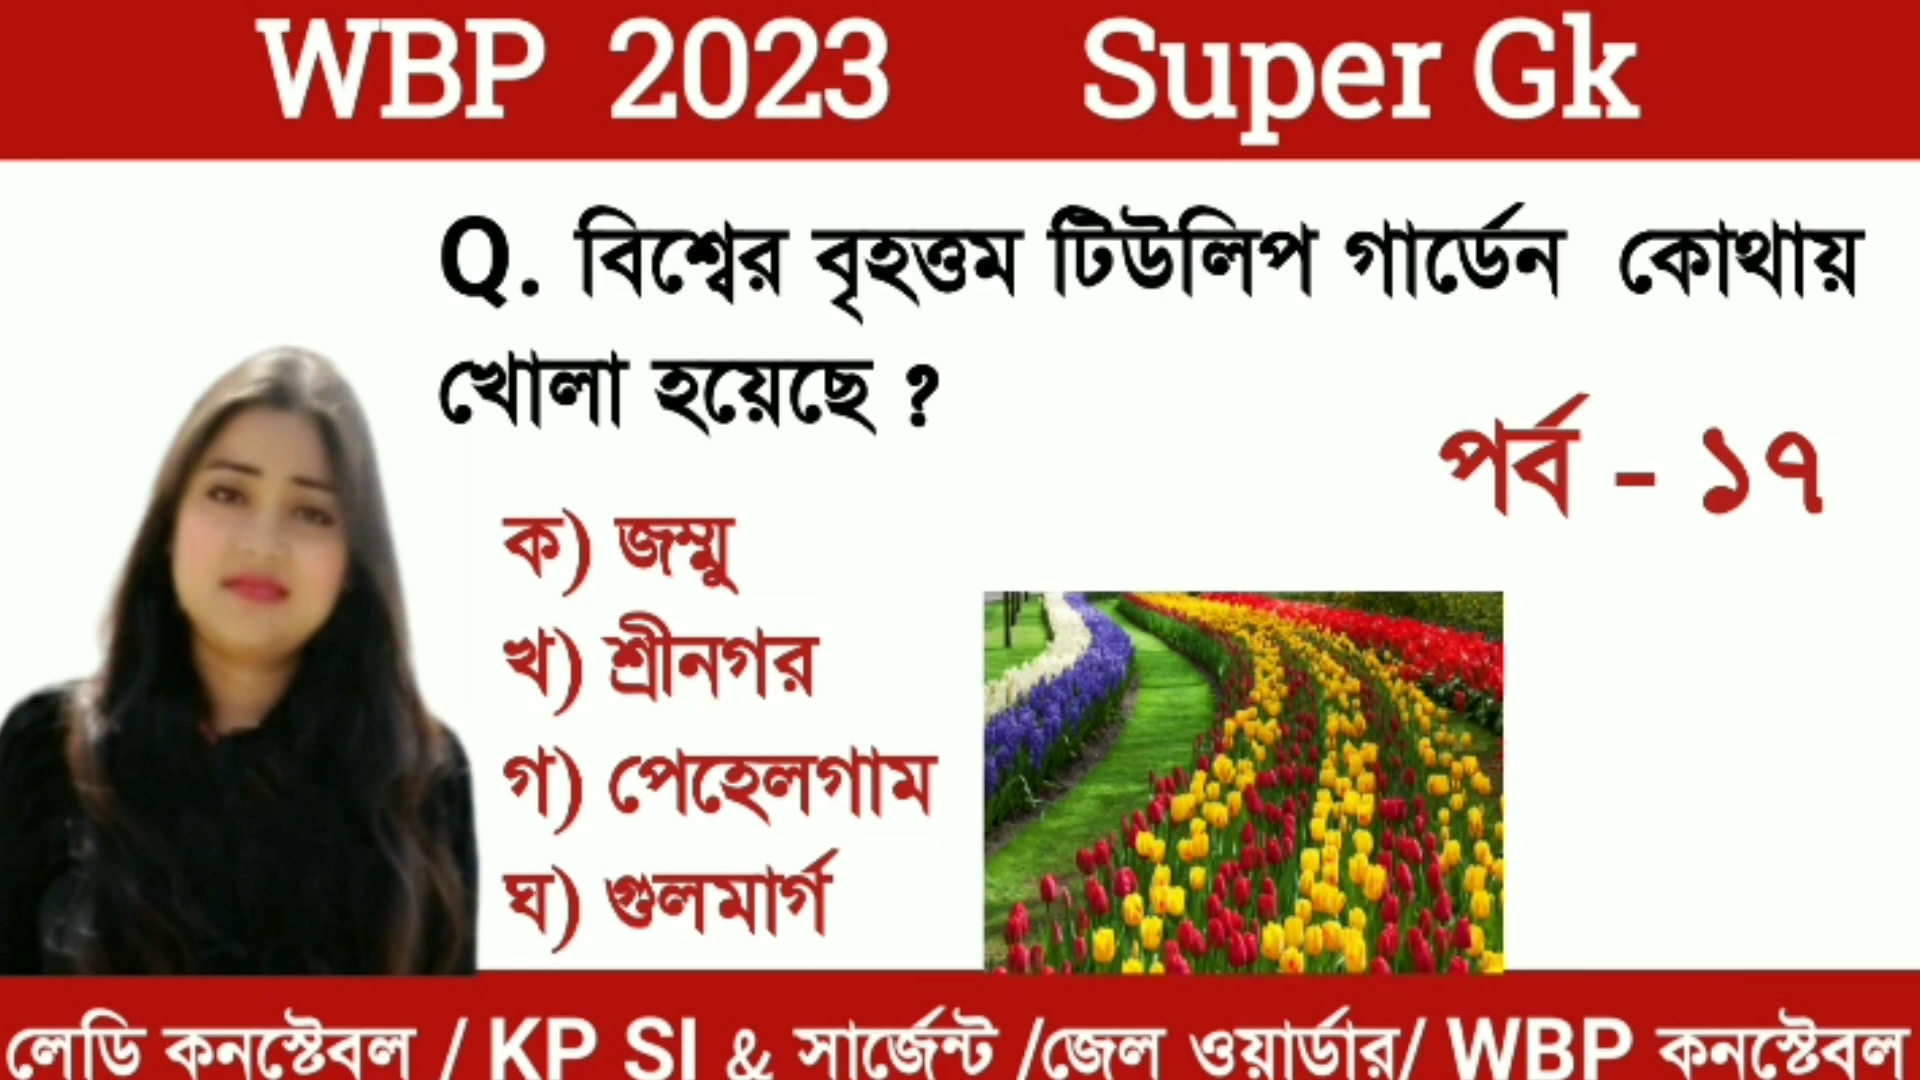 WBP 2023 Super Gk
Q. বিশ্বের বৃহত্তম টিউলিপ গার্ডেন কোথায়
খোলা হয়েছে ?
পর্ব - ১৭
ক) জম্মু
খ) শ্রীনগর
গ) পেহেলগাম
ঘ) গুলমার্গ
লেডি কনস্টেবল / KP SI & সার্জেন্ট /জেল ওয়ার্ডার/ WBP কনস্টেবল